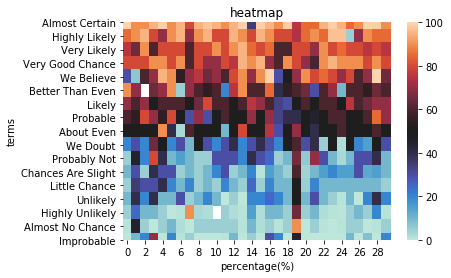 heatmap
terms
Almost Certain
Highly Likely
Very Likely
Very Good Chance
We Believe
Better Than Even
Likely
Probable
About Even
We Doubt
Probably Not
Chances Are Slight
Little Chance
Unlikely
Highly Unlikely
Almost No Chance
Improbable
0 2 4 6 8 10 12 14 16 18 20 22 24 26 28
percentage(%)
100
80
60
40
20
0